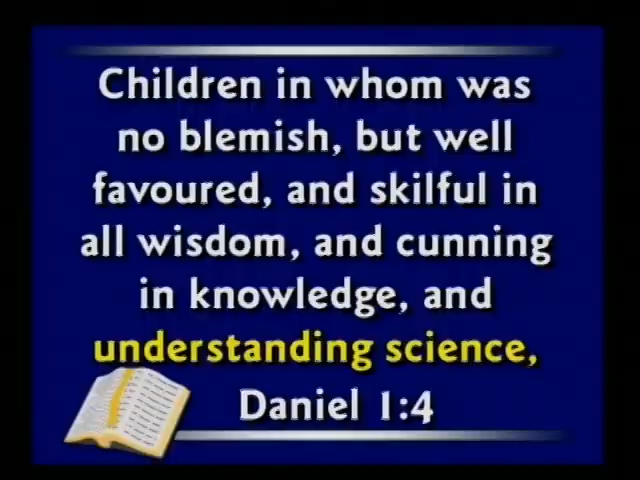 Children in whom was
no blemish, but well
favoured, and skilful in
all wisdom, and cunning
in knowledge, and
understanding science,
Daniel 1:4